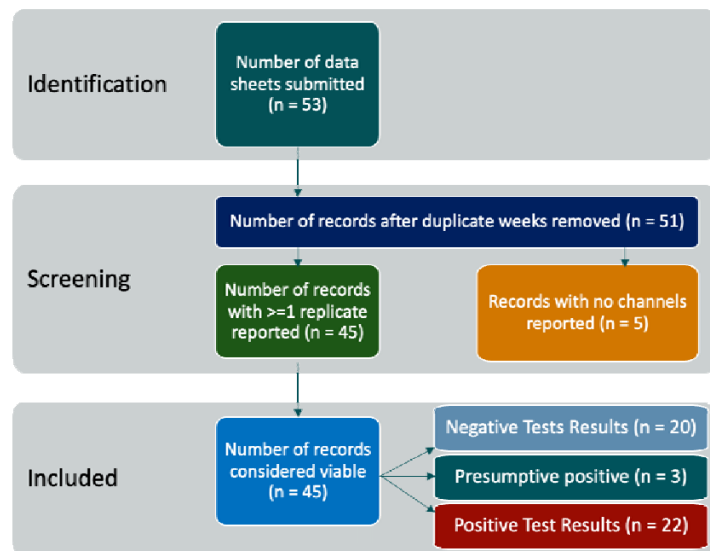 Identification
Number of data
sheets submitted
(n = 53)
Number of records after duplicate weeks removed (n = 51)
Screening
Number of records
with >=1 replicate
reported (n = 45)
Records with no channels
reported (n = 5)
Included
Number of records
considered viable
(n = 45)
Negative Tests Results (n = 20)
Presumptive positive (n = 3)
Positive Test Results (n = 22)